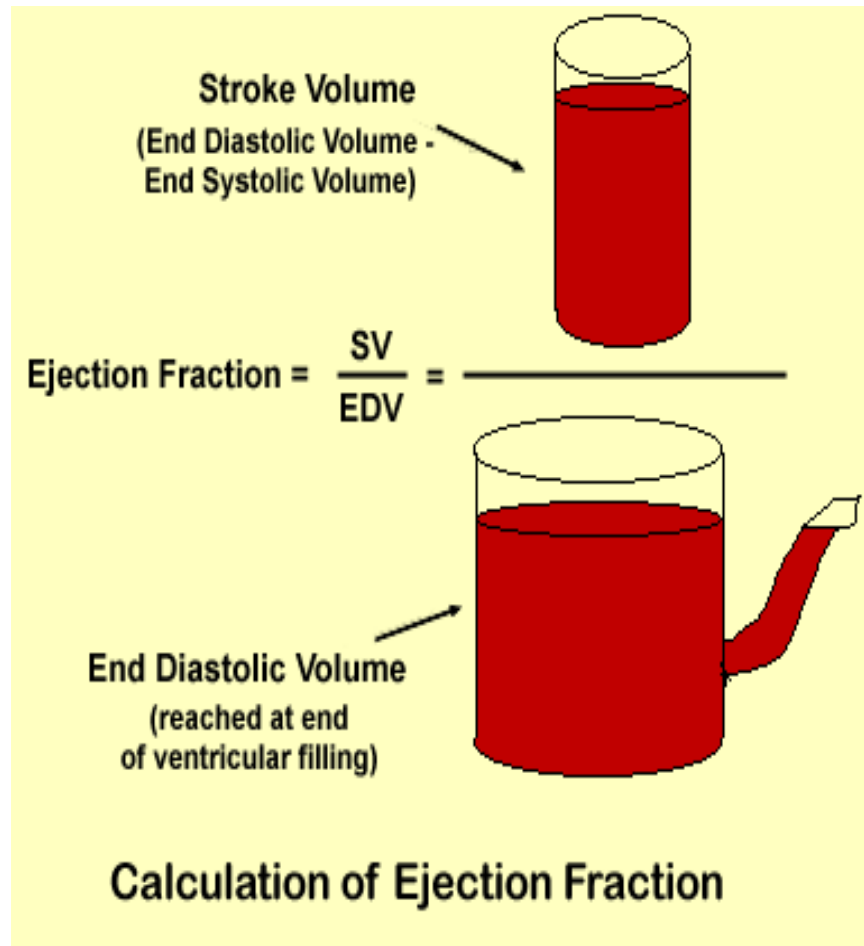 Stroke Volume
(End Diastolic Volume -
End Systolic Volume)
Ejection Fraction = SV / EDV =
End Diastolic Volume
(reached at end
of ventricular filling)
Calculation of Ejection Fraction